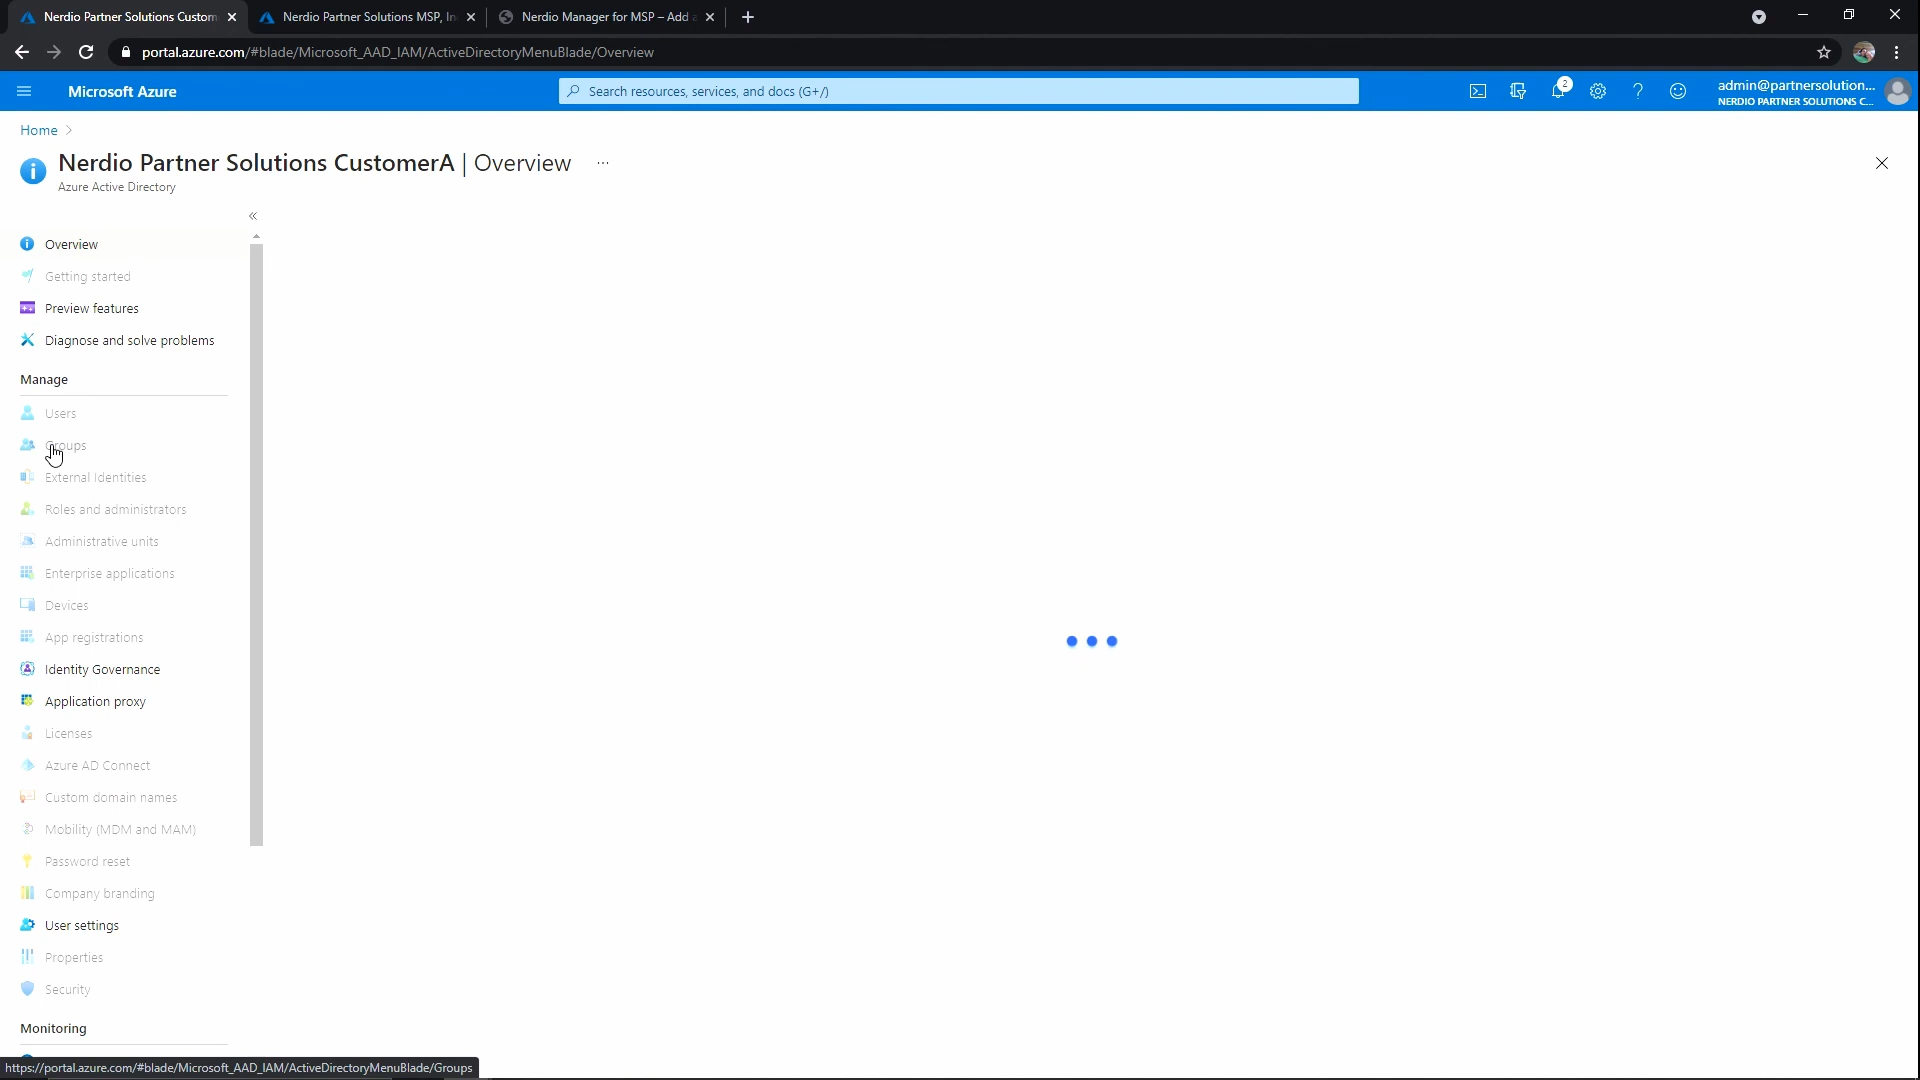 Nerdio Partner Solutions Custom
Nerdio Partner Solutions MSP, In
Nerdio Manager for MSP – Add a
portal.azure.com/#blade/Microsoft_AAD_IAM/ActiveDirectoryMenuBlade/Overview
Microsoft Azure
Search resources, services, and docs (G+/)
2
admin@partnersolution...
NERDIO PARTNER SOLUTIONS C...
Home
Nerdio Partner Solutions CustomerA | Overview
...
Azure Active Directory
Overview
Getting started
Preview features
Diagnose and solve problems
Manage
Users
Groups
External Identities
Roles and administrators
Administrative units
Enterprise applications
Devices
App registrations
Identity Governance
Application proxy
Licenses
Azure AD Connect
Custom domain names
Mobility (MDM and MAM)
Password reset
Company branding
User settings
Properties
Security
Monitoring
https://portal.azure.com/#blade/Microsoft_AAD_IAM/ActiveDirectoryMenuBlade/Groups